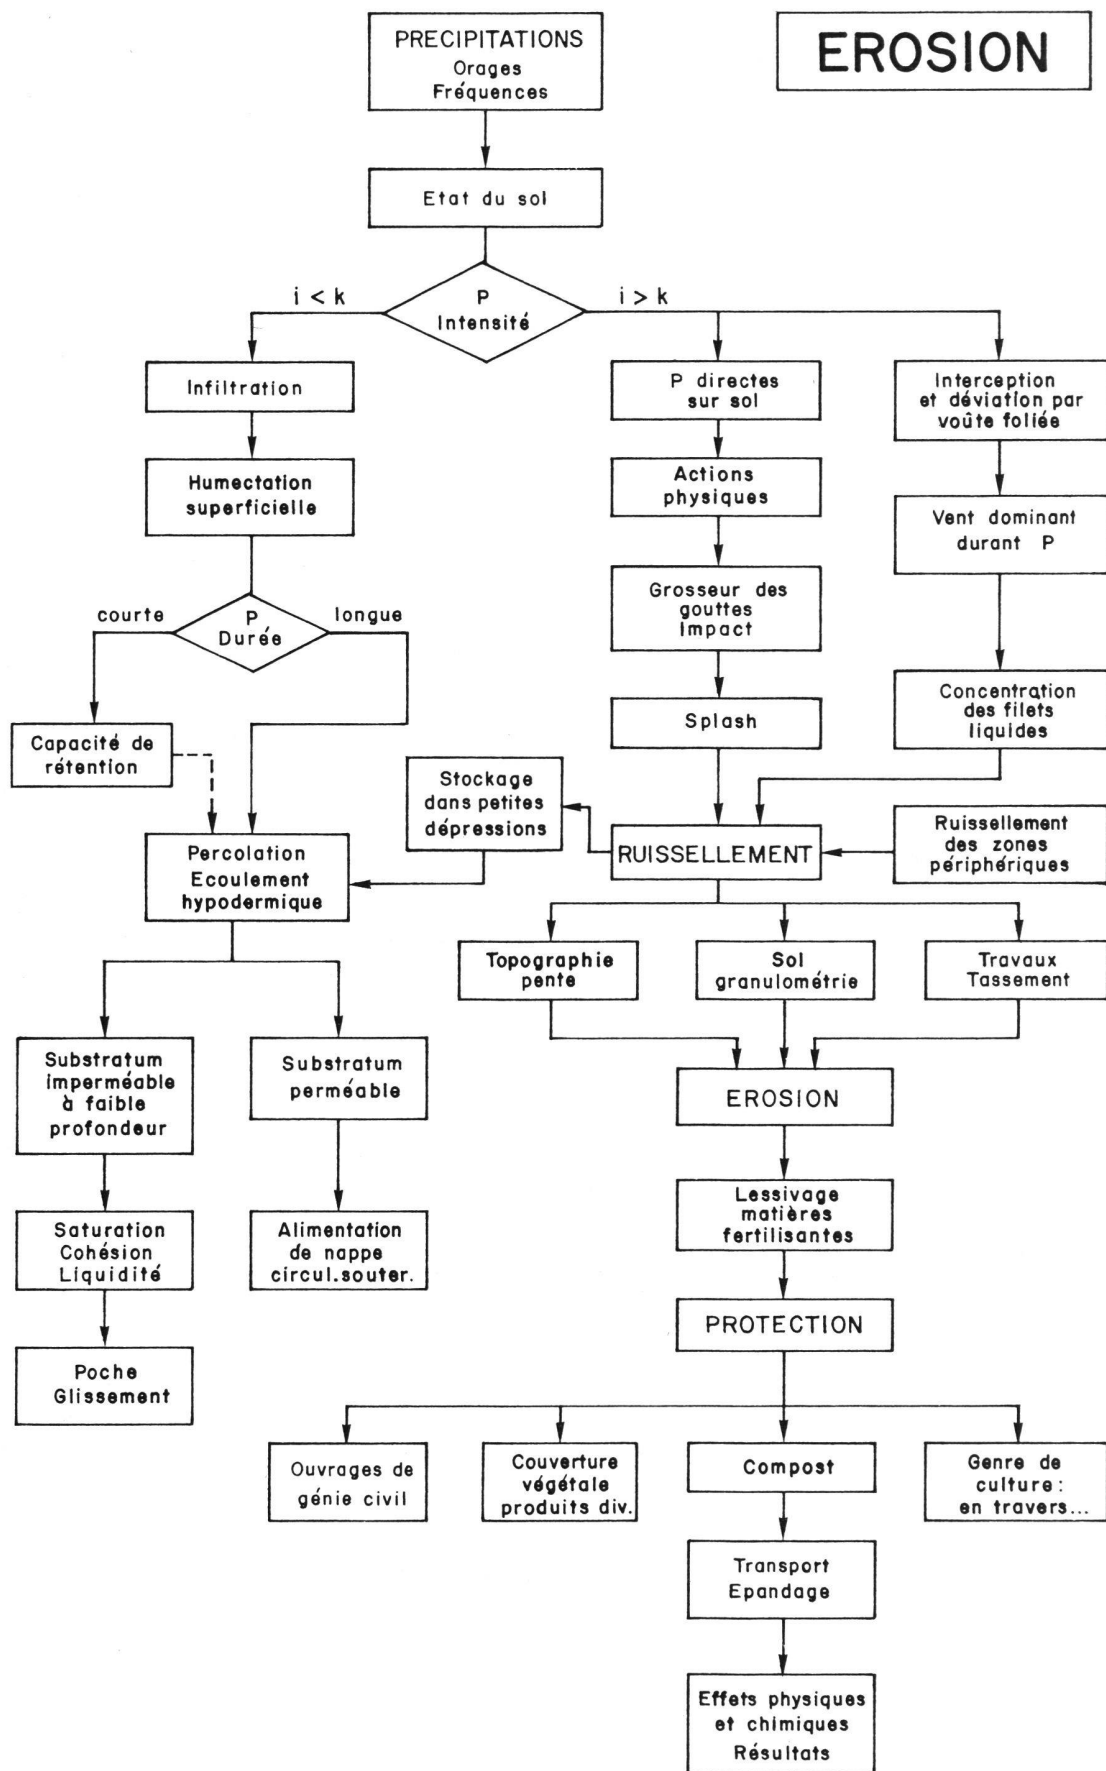 EROSION
PRECIPITATIONS
Orages
Fréquences
Etat du sol
i < k
P
Intensité
i > k
Infiltration
P directes
sur sol
Interception
et déviation par
voûte foliée
Humectation
superficielle
Actions
physiques
Vent dominant
durant P
courte
P
Durée
longue
Grosseur des
gouttes
Impact
Capacité de
rétention
Splash
Concentration
des filets
liquides
Stockage
dans petites
dépressions
Percolation
Ecoulement
hypodermique
RUISSELLEMENT
Ruissellement
des zones
périphériques
Topographie
pente
Sol
granulométrie
Travaux
Tassement
Substratum
imperméable
à faible
profondeur
Substratum
perméable
EROSION
Saturation
Cohésion
Liquidité
Alimentation
de nappe
circul.souter.
Lessivage
matières
fertilisantes
Poche
Glissement
PROTECTION
Ouvrages de
génie civil
Couverture
végétale
produits div.
Compost
Genre de
culture :
en travers...
Transport
Epandage
Effets physiques
et chimiques
Résultats